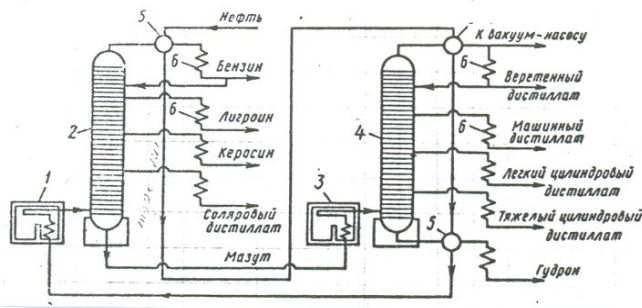 5
Нефть
К вакуум-насосу
6
Бензин
6
Веретенный
дистиллат
2
6
Лигроин
4
6
Машинный
дистиллат
Керосин
Легкий цилиндровый
дистиллат
1
3
Соляровый
дистиллат
5
Тяжелый цилиндровый
дистиллат
Мазут
Гудрон